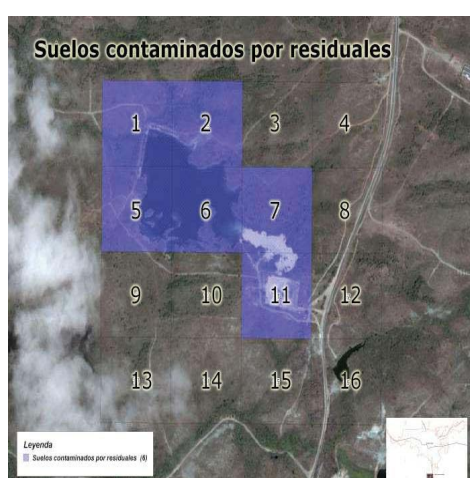 Suelos contaminados por residuales
1 2 3 4
5 6 7 8
9 10 11 12
13 14 15 16
Leyenda
Suelos contaminados por residuales (6)